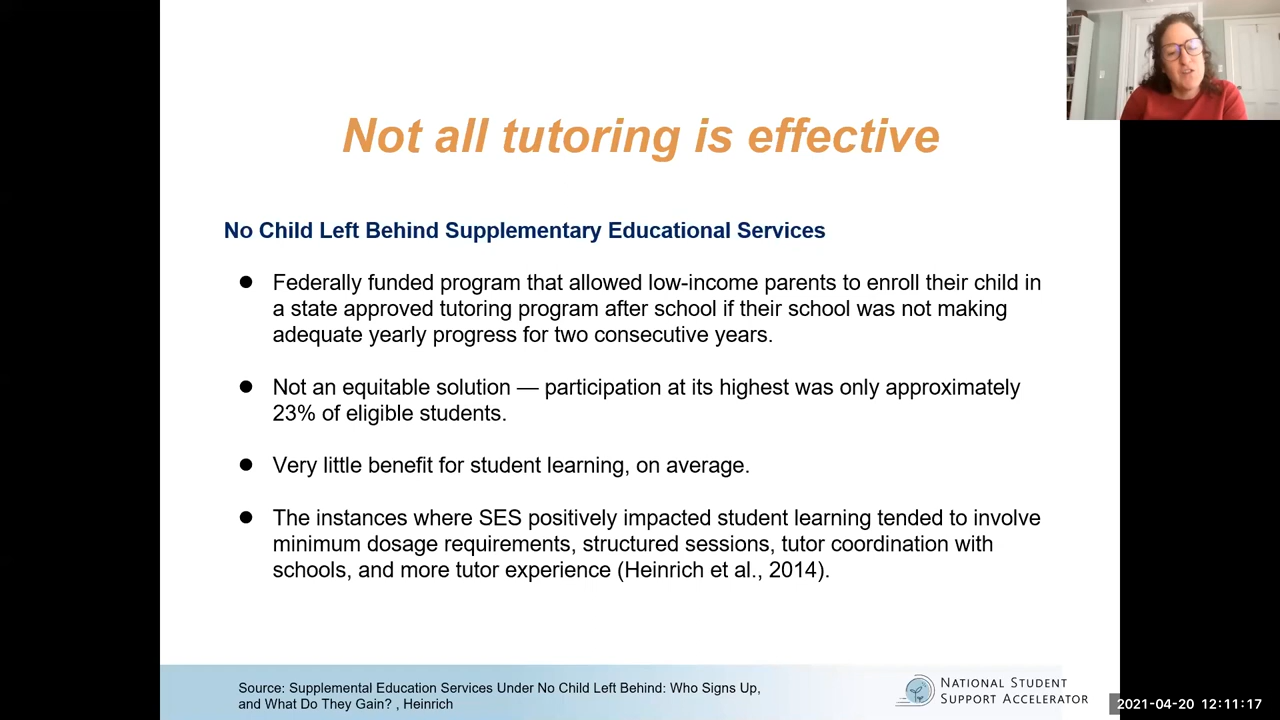 Not all tutoring is effective
No Child Left Behind Supplementary Educational Services
● Federally funded program that allowed low-income parents to enroll their child in
a state approved tutoring program after school if their school was not making
adequate yearly progress for two consecutive years.
● Not an equitable solution — participation at its highest was only approximately
23% of eligible students.
● Very little benefit for student learning, on average.
● The instances where SES positively impacted student learning tended to involve
minimum dosage requirements, structured sessions, tutor coordination with
schools, and more tutor experience (Heinrich et al., 2014).
Source: Supplemental Education Services Under No Child Left Behind: Who Signs Up,
and What Do They Gain? , Heinrich
NATIONAL STUDENT
SUPPORT ACCELERATOR
2021-04-20 12:11:17